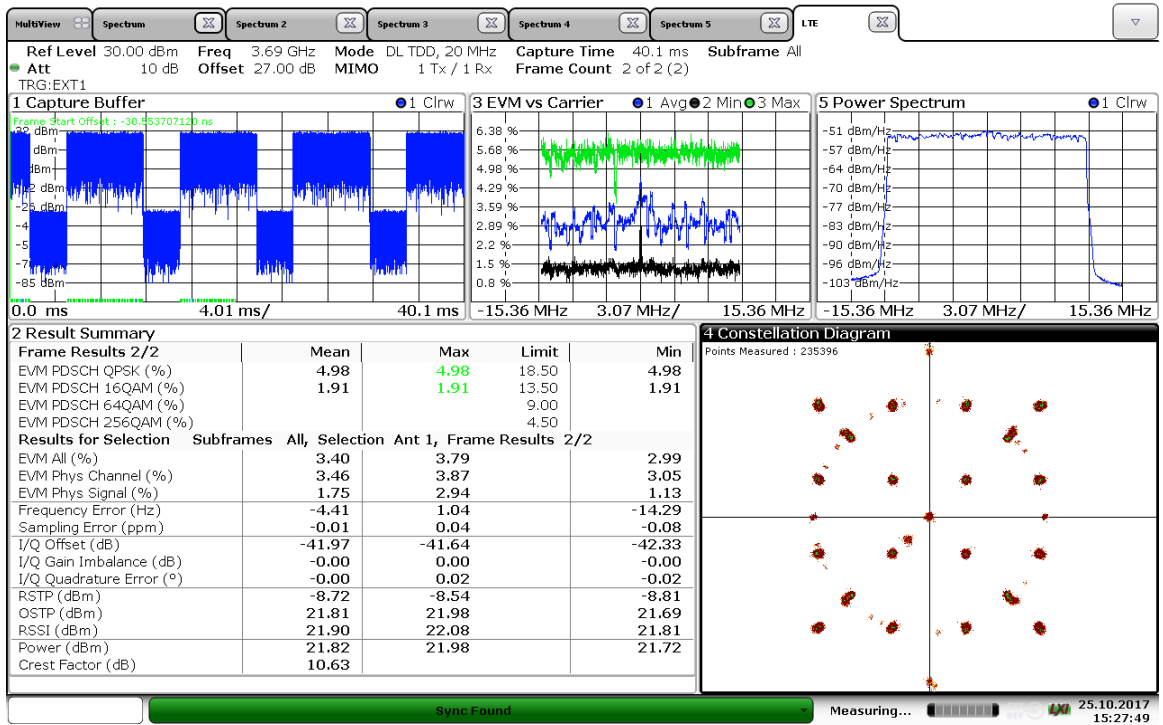 MultiView Spectrum Spectrum 2 Spectrum 3 Spectrum 4 Spectrum 5 LTE
Ref Level 30.00 dBm Freq 3.69 GHz Mode DL TDD, 20 MHz Capture Time 40.1 ms Subframe All
Att 10 dB Offset 27.00 dB MIMO 1 Tx / 1 Rx Frame Count 2 of 2 (2)
TRG:EXT1
1 Capture Buffer 1 Clrw
Frame Start Offset : -30.553707120 ns
dBm
dBm
dBm
dBm
-25 dBm
-85 dBm
0.0 ms 4.01 ms/ 40.1 ms
3 EVM vs Carrier 1 Avg 2 Min 3 Max
6.38 %
5.68 %
4.98 %
4.29 %
3.59 %
2.89 %
2.2 %
1.5 %
0.8 %
-15.36 MHz 3.07 MHz/ 15.36 MHz
5 Power Spectrum 1 Clrw
-51 dBm/Hz
-57 dBm/Hz
-64 dBm/Hz
-70 dBm/Hz
-77 dBm/Hz
-83 dBm/Hz
-90 dBm/Hz
-96 dBm/Hz
-103 dBm/Hz
-15.36 MHz 3.07 MHz/ 15.36 MHz
2 Result Summary
Frame Results 2/2 Mean Max Limit Min
EVM PDSCH QPSK (%) 4.98 4.98 18.50 4.98
EVM PDSCH 16QAM (%) 1.91 1.91 13.50 1.91
EVM PDSCH 64QAM (%) 9.00
EVM PDSCH 256QAM (%) 4.50
Results for Selection Subframes All, Selection Ant 1, Frame Results 2/2
EVM All (%) 3.40 3.79 2.99
EVM Phys Channel (%) 3.46 3.87 3.05
EVM Phys Signal (%) 1.75 2.94 1.13
Frequency Error (Hz) -4.41 1.04 -14.29
Sampling Error (ppm) -0.01 0.04 -0.08
I/Q Offset (dB) -41.97 -41.64 -42.33
I/Q Gain Imbalance (dB) -0.00 0.00 -0.00
I/Q Quadrature Error (°) -0.00 0.02 -0.02
RSTP (dBm) -8.72 -8.54 -8.81
OSTP (dBm) 21.81 21.98 21.69
RSSI (dBm) 21.90 22.08 21.81
Power (dBm) 21.82 21.98 21.72
Crest Factor (dB) 10.63
4 Constellation Diagram
Points Measured : 235396
Sync Found Measuring... LXI 25.10.2017
15:27:49